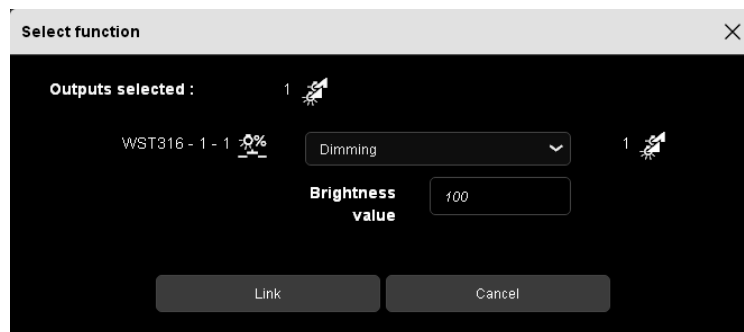 Select function
Outputs selected : 1
WST316 - 1 - 1 % Dimming 1
Brightness value 100
Link Cancel